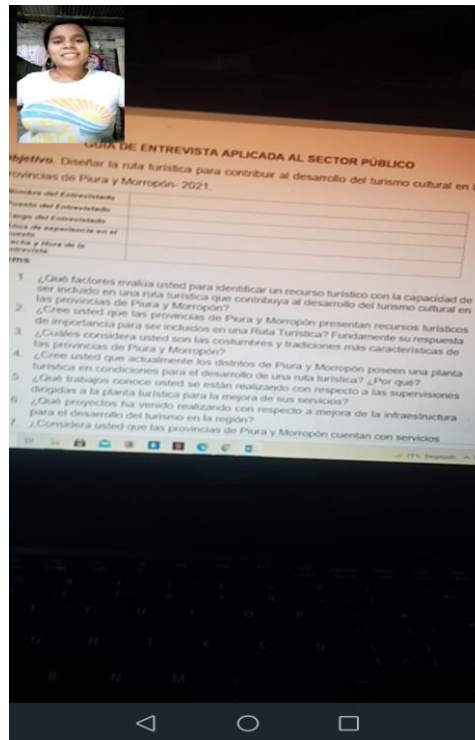 GUÍA DE ENTREVISTA APLICADA AL SECTOR PÚBLICO
Diseñar la ruta turística para contribuir al desarrollo del turismo cultural en
Provincias de Piura y Morropón- 2021.
Nombre del Entrevistado
Puesto del Entrevistado
Cargo del Entrevistado
Años de experiencia en el
puesto
Fecha y Hora de la
entrevista
1. ¿Qué factores evalúa usted para identificar un recurso turístico con la capacidad de
ser incluido en una ruta turística que contribuya al desarrollo del turismo cultural en
las provincias de Piura y Morropón?
2. ¿Cree usted que las provincias de Piura y Morropón presentan recursos turísticos
de importancia para ser incluidos en una Ruta Turística? Fundamente su respuesta
3. ¿Cuáles considera usted son las costumbres y tradiciones más características de
las provincias de Piura y Morropón?
4. ¿Cree usted que actualmente los distritos de Piura y Morropón poseen una planta
turística en condiciones para el desarrollo de una ruta turística? ¿Por qué?
5. ¿Qué trabajos conoce usted se están realizando con respecto a las supervisiones
dirigidas a la planta turística para la mejora de sus servicios?
6. ¿Qué proyectos ha venido realizando con respecto a mejora de la infraestructura
para el desarrollo del turismo en la región?
7. ¿Considera usted que las provincias de Piura y Morropón cuentan con servicios